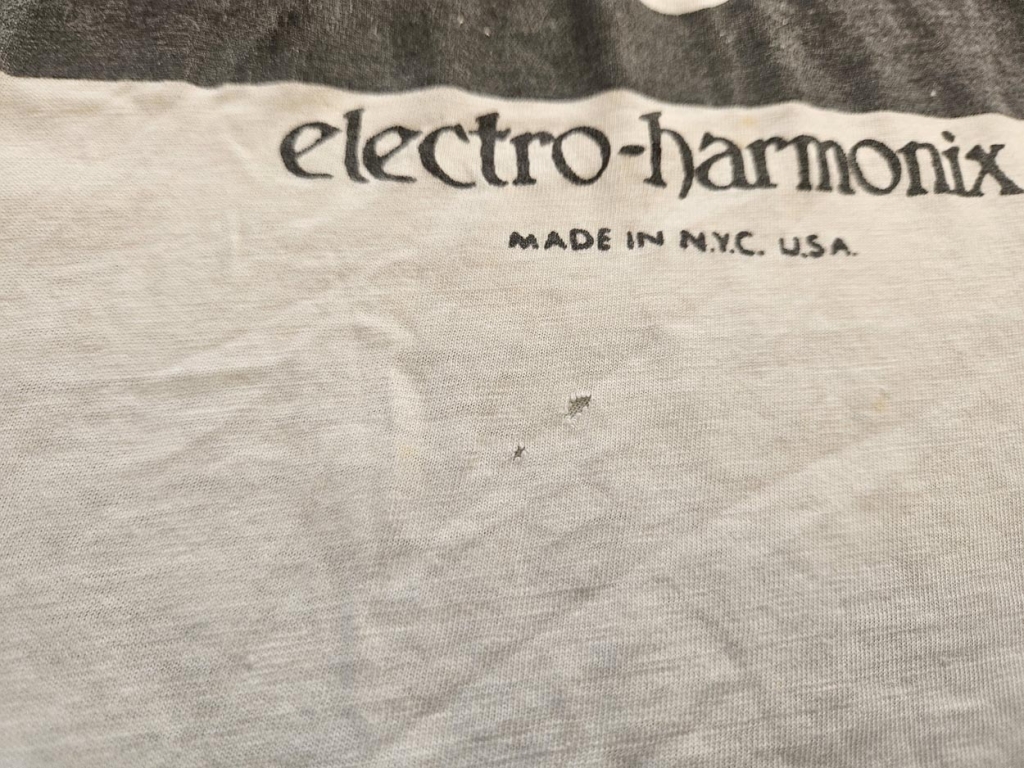 electro-harmonix
MADE IN N.Y.C. U.S.A.